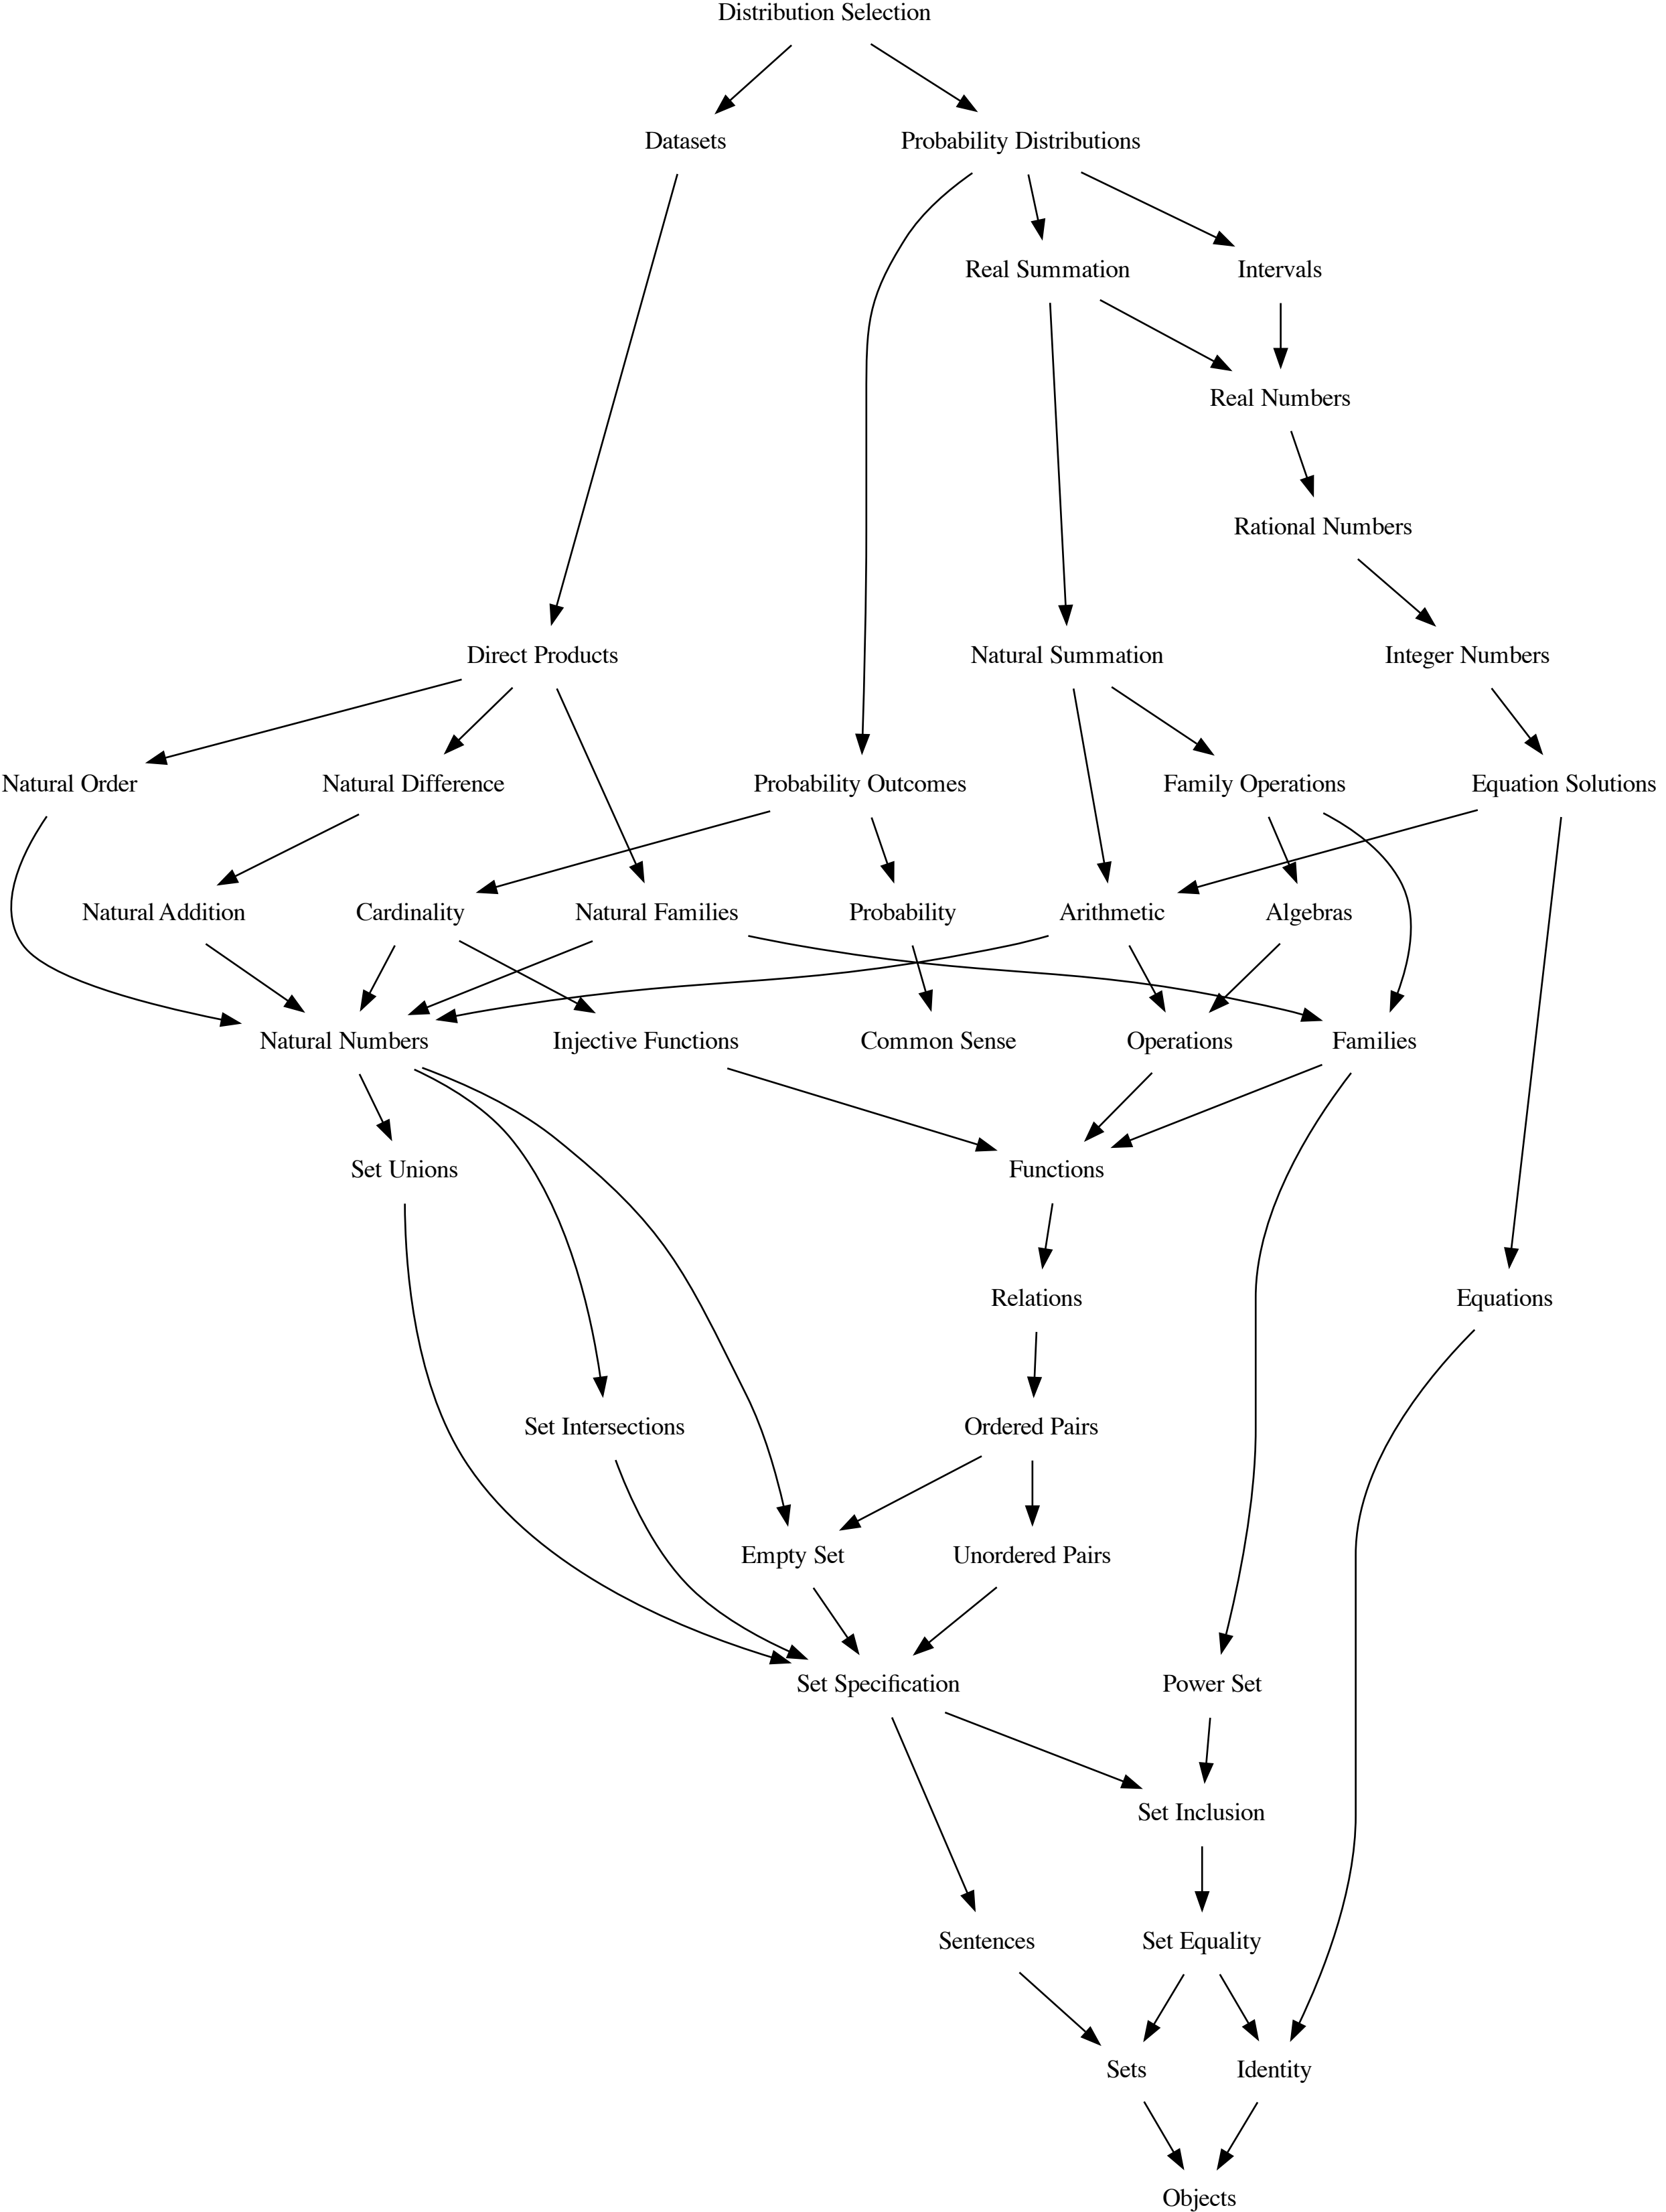 Distribution Selection
Datasets
Probability Distributions
Real Summation
Intervals
Real Numbers
Rational Numbers
Direct Products
Natural Summation
Integer Numbers
Natural Order
Natural Difference
Probability Outcomes
Family Operations
Equation Solutions
Natural Addition
Cardinality
Natural Families
Probability
Arithmetic
Algebras
Natural Numbers
Injective Functions
Common Sense
Operations
Families
Set Unions
Functions
Relations
Equations
Set Intersections
Ordered Pairs
Empty Set
Unordered Pairs
Set Specification
Power Set
Set Inclusion
Sentences
Set Equality
Sets
Identity
Objects